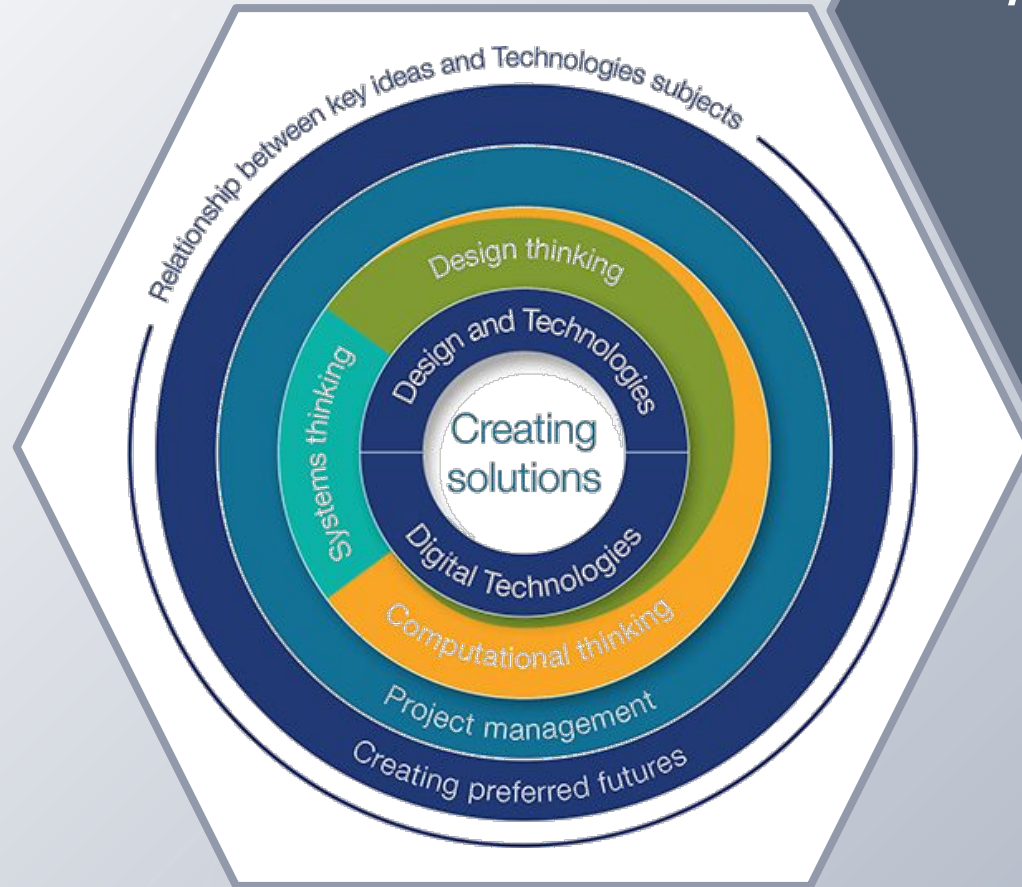 Relationship between key ideas and Technologies subjects
Design thinking
Design and Technologies
Systems thinking
Creating
solutions
Digital Technologies
Computational thinking
Project management
Creating preferred futures